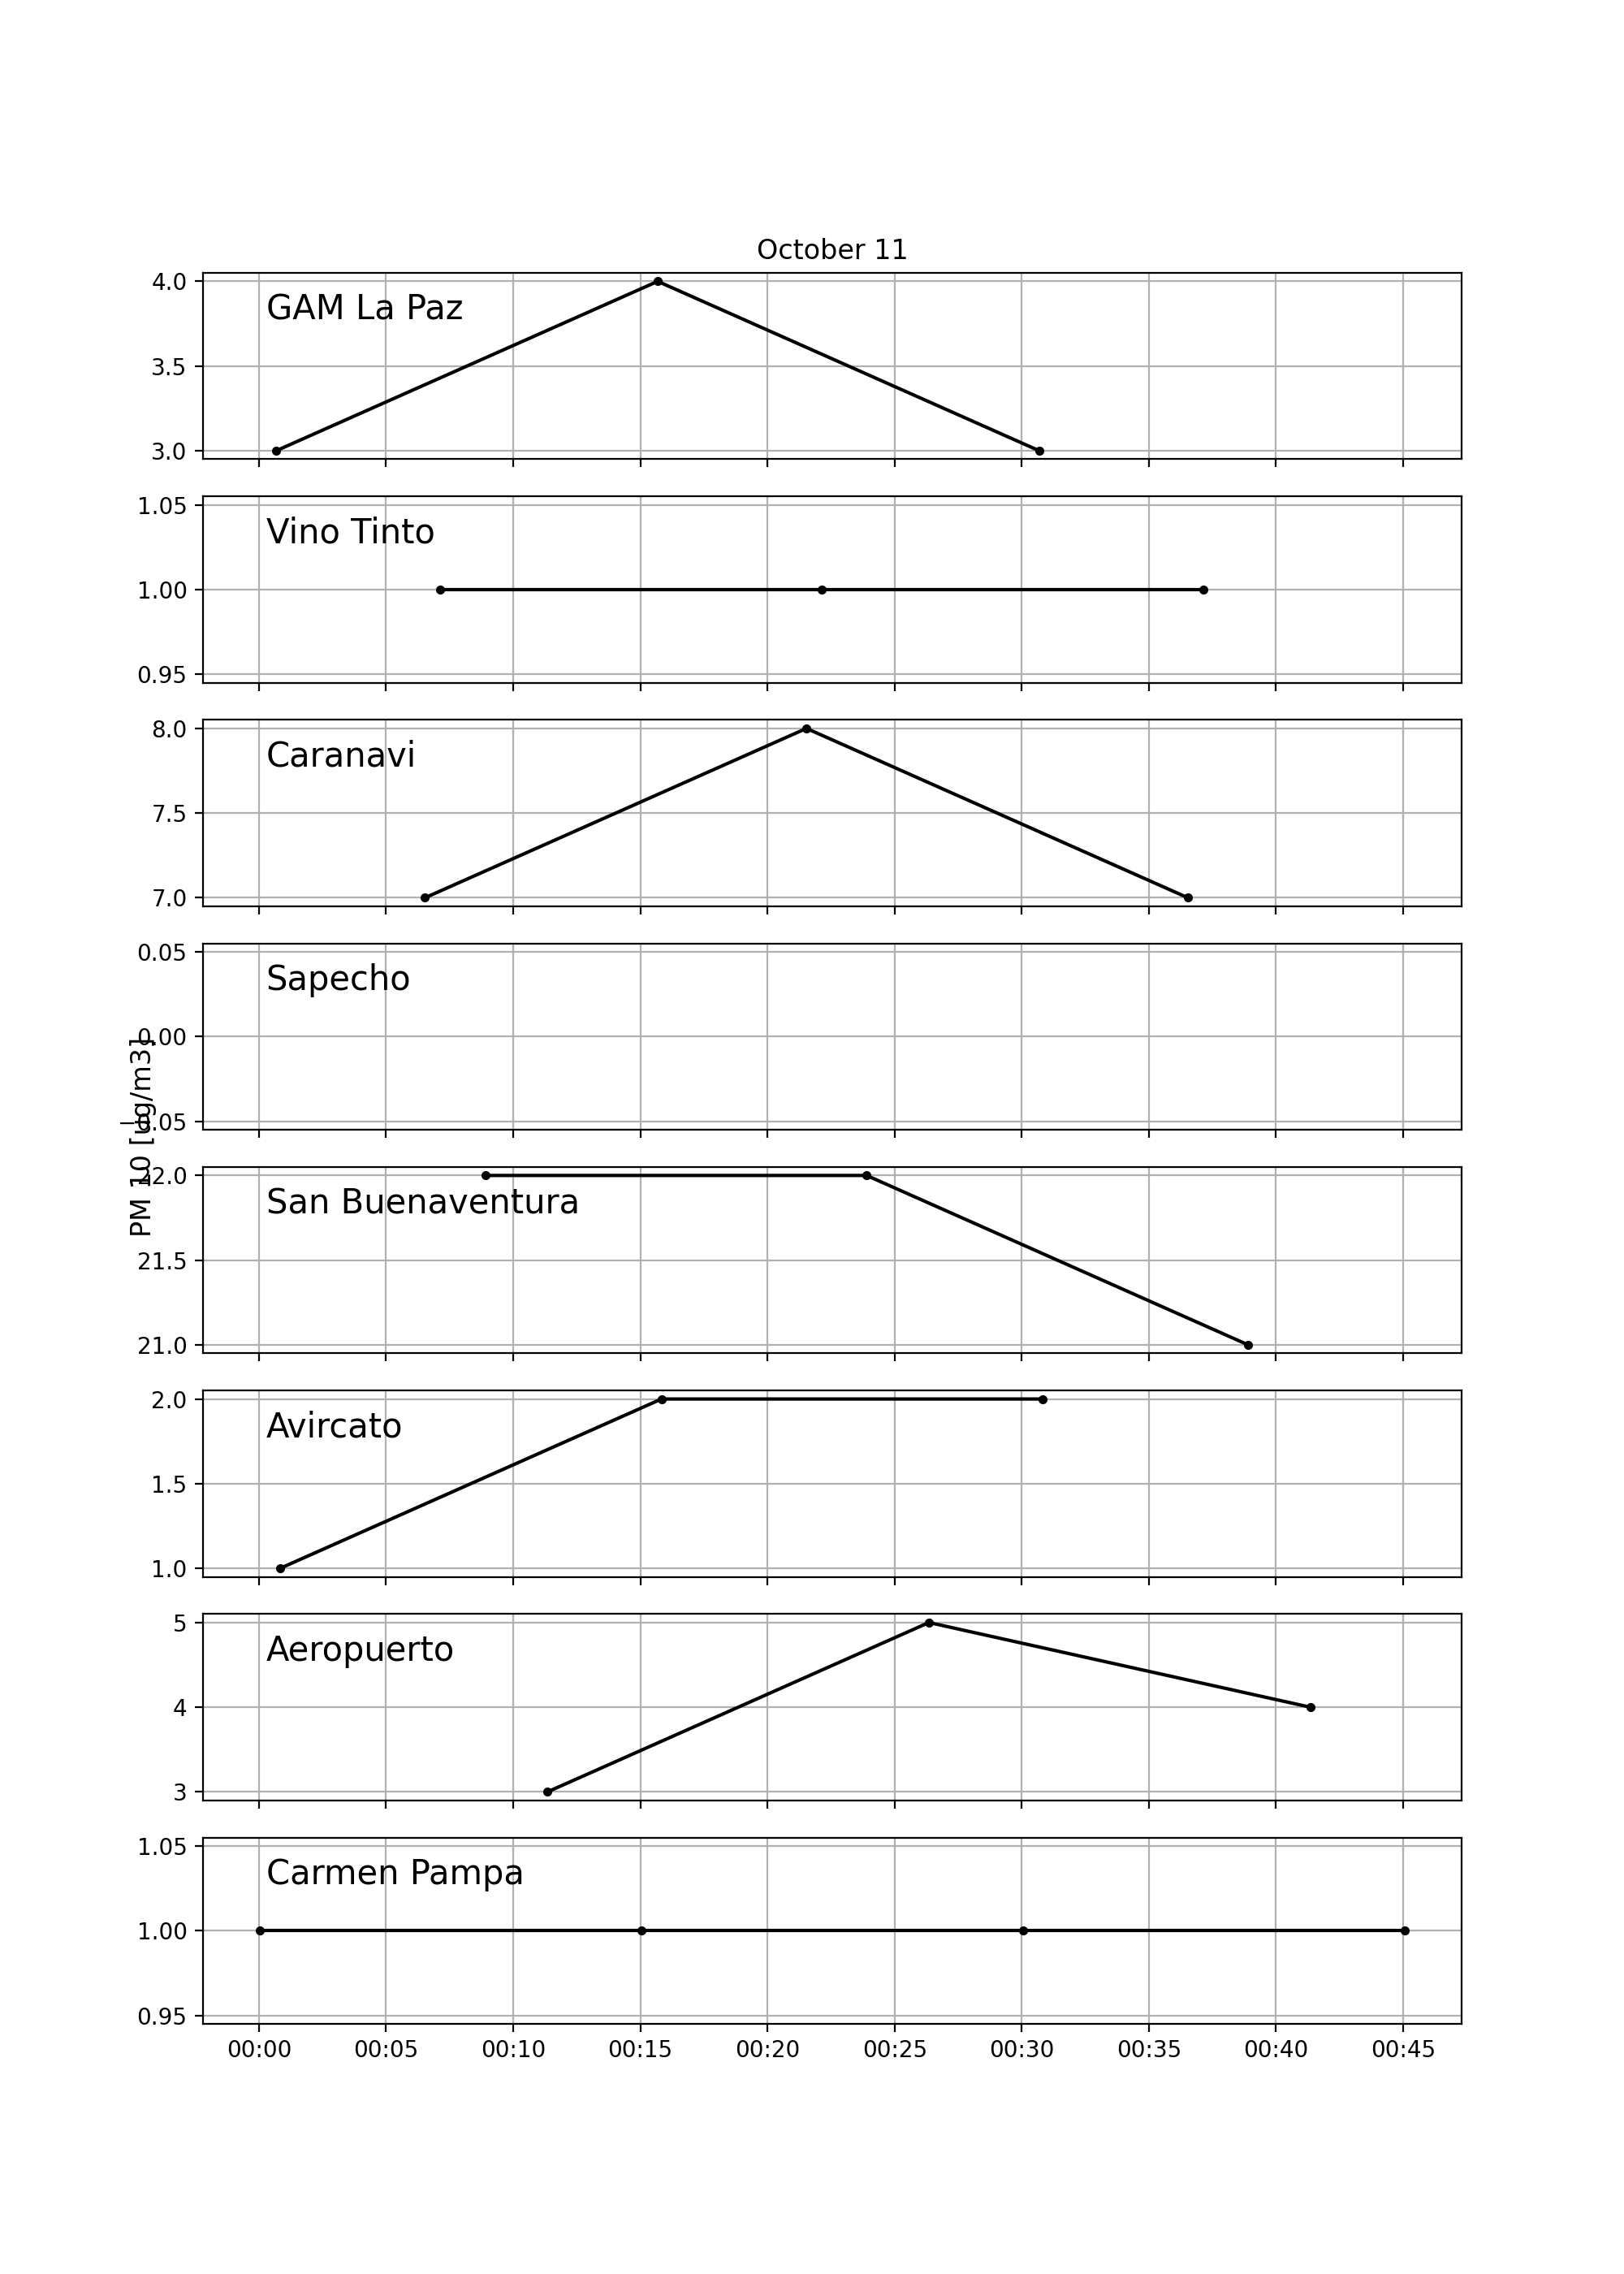 October 11
4.0
GAM La Paz
3.5
3.0
1.05
Vino Tinto
1.00
0.95
8.0
Caranavi
7.5
7.0
0.05
Sapecho
0.00
−0.05
PM 10 [ug/m3]
22.0
San Buenaventura
21.5
21.0
2.0
Avircato
1.5
1.0
5
Aeropuerto
4
3
1.05
Carmen Pampa
1.00
0.95
00:00 00:05 00:10 00:15 00:20 00:25 00:30 00:35 00:40 00:45